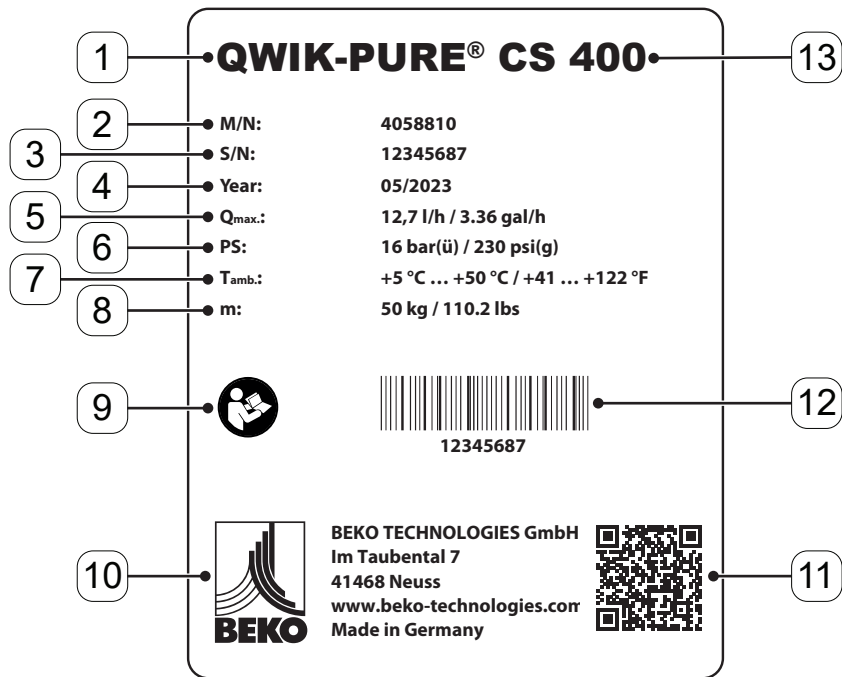 1 QWIK-PURE® CS 400 13
2 M/N: 4058810
3 S/N: 12345687
4 Year: 05/2023
5 Qmax.: 12,7 l/h / 3.36 gal/h
6 PS: 16 bar(ü) / 230 psi(g)
7 Tamb.: +5 °C … +50 °C / +41 … +122 °F
8 m: 50 kg / 110.2 lbs
9 12
12345687
BEKO TECHNOLOGIES GmbH
Im Taubental 7
10 41468 Neuss 11
www.beko-technologies.com
BEKO Made in Germany